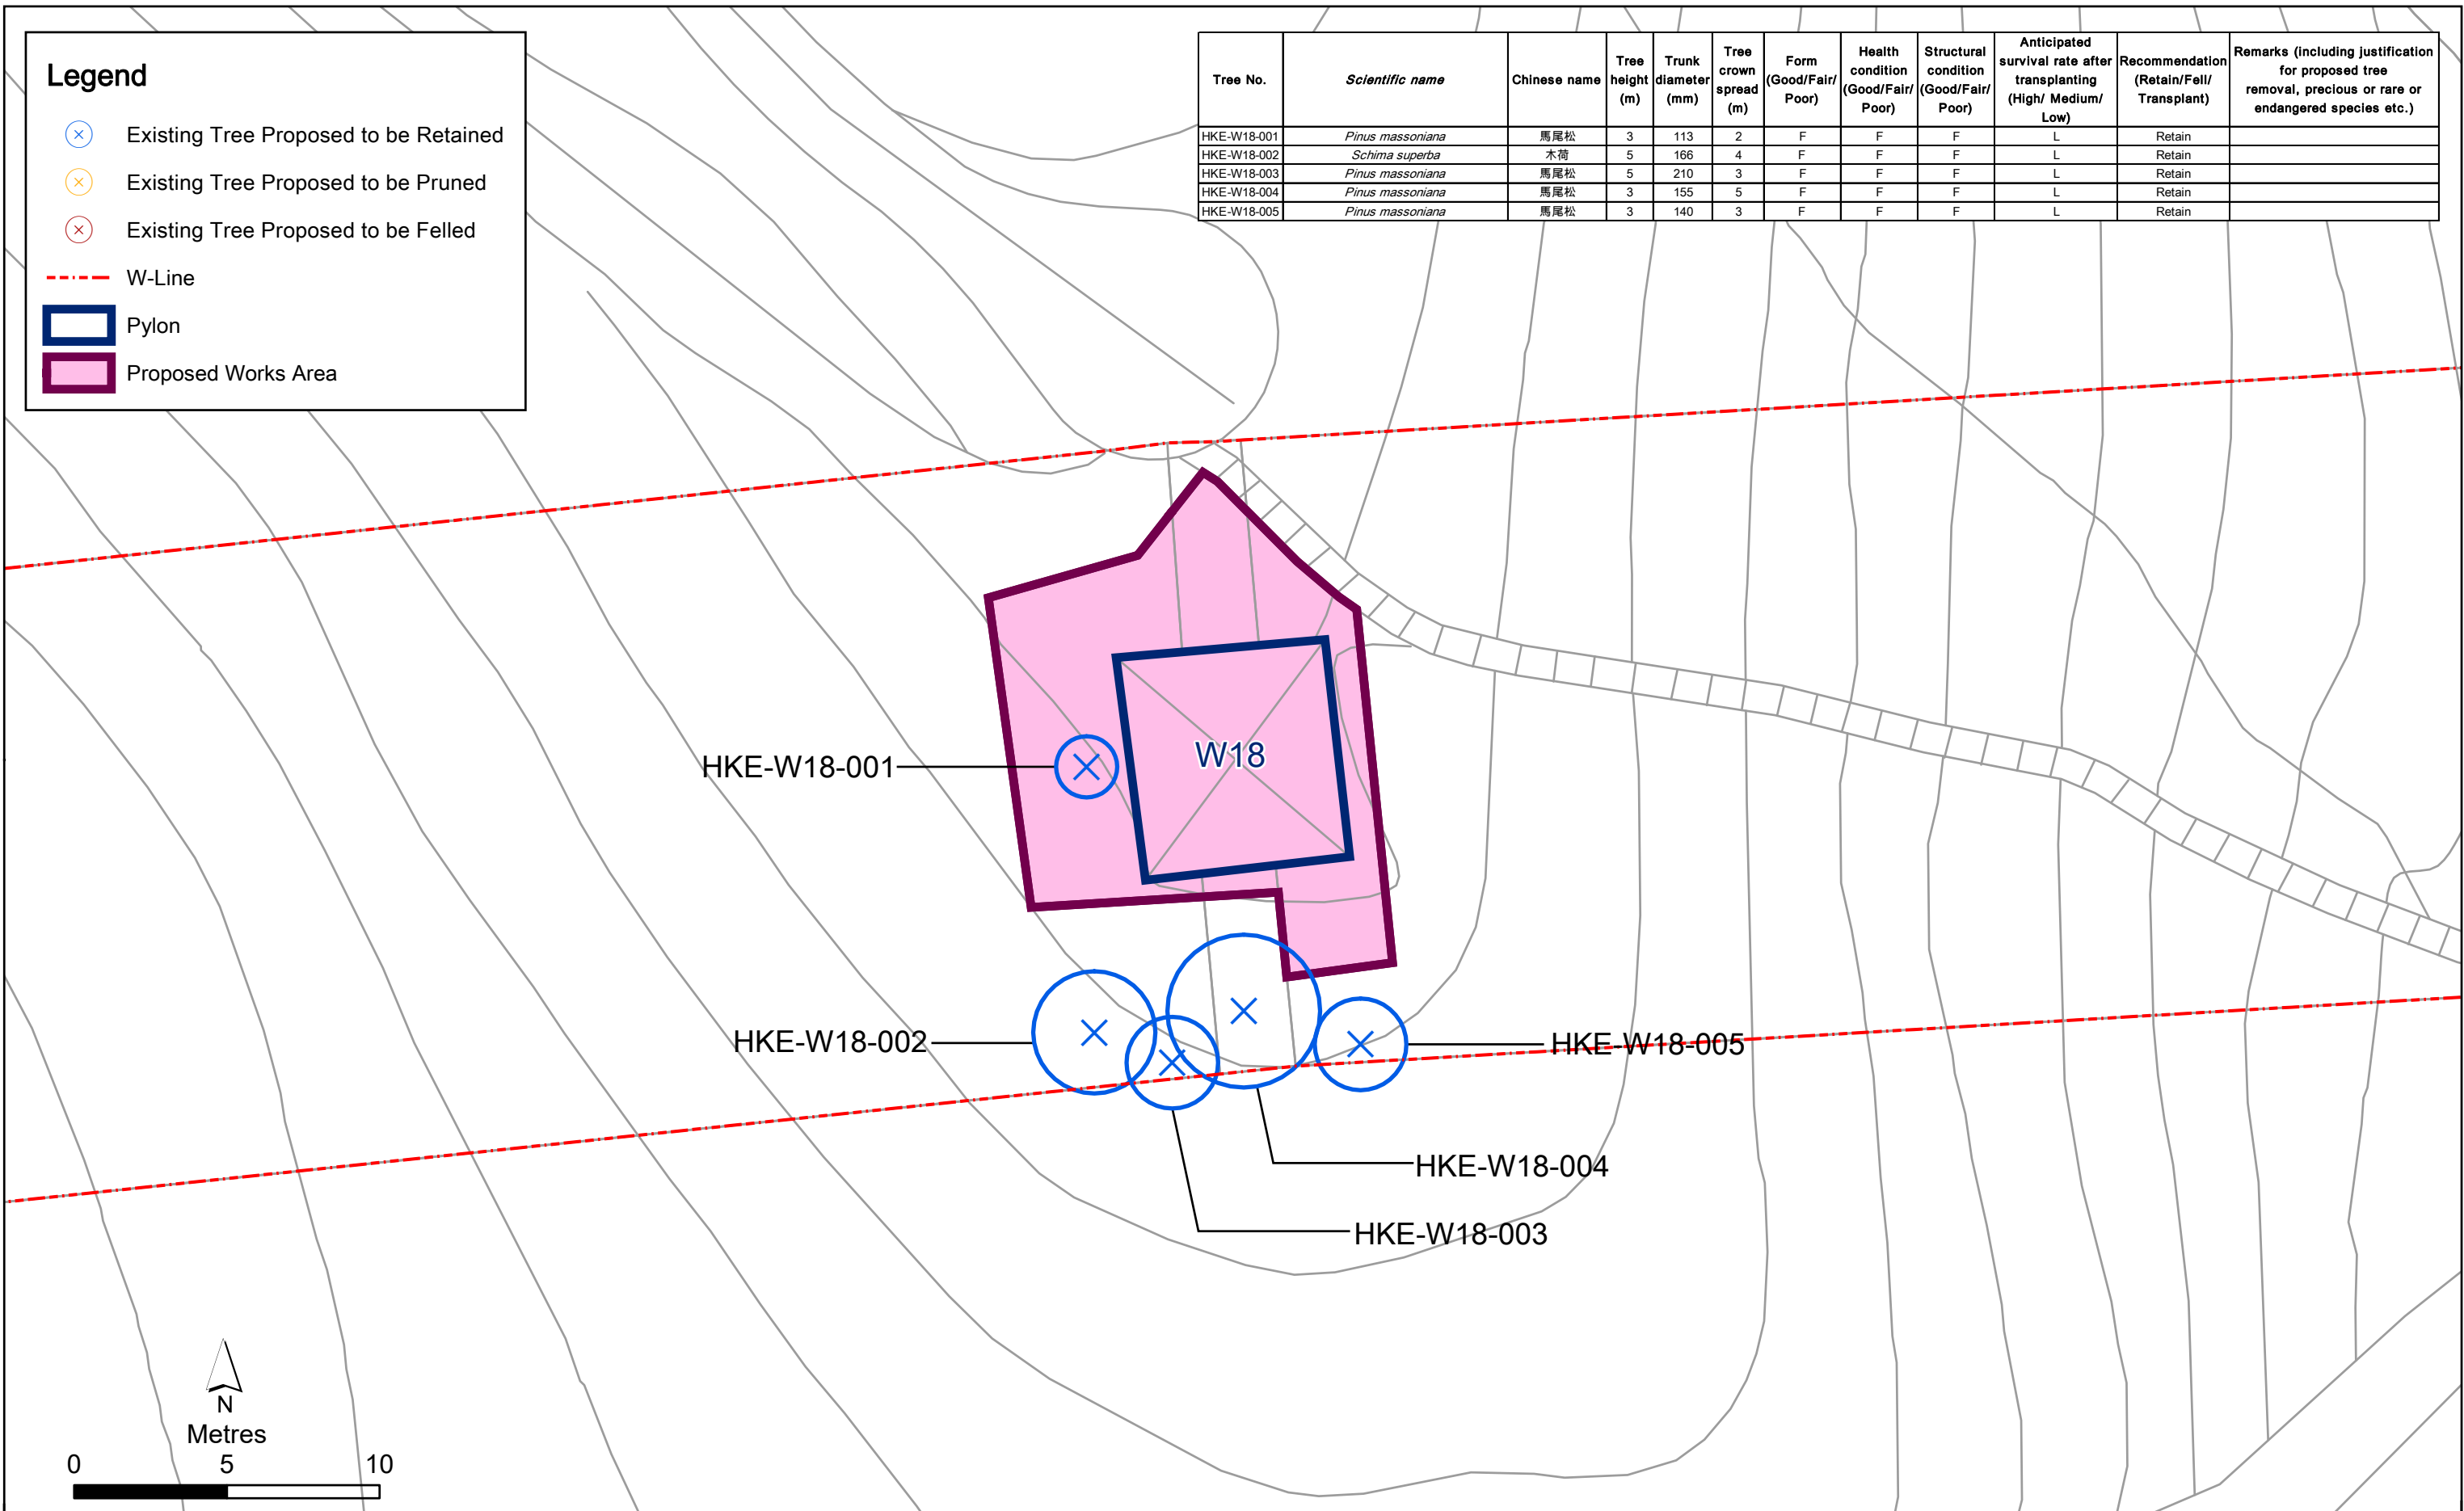 Legend
Existing Tree Proposed to be Retained
Existing Tree Proposed to be Pruned
Existing Tree Proposed to be Felled
W-Line
Pylon
Proposed Works Area
Tree No. Scientific name Chinese name Tree height (m) Trunk diameter (mm) Tree crown spread (m) Form (Good/Fair/ Poor) Health condition (Good/Fair/ Poor) Structural condition (Good/Fair/ Poor) Anticipated survival rate after transplanting (High/ Medium/ Low) Recommendation (Retain/Fell/ Transplant) Remarks (including justification for proposed tree removal, precious or rare or endangered species etc.)
HKE-W18-001 Pinus massoniana 馬尾松 3 113 2 F F F L Retain
HKE-W18-002 Schima superba 木荷 5 166 4 F F F L Retain
HKE-W18-003 Pinus massoniana 馬尾松 5 210 3 F F F L Retain
HKE-W18-004 Pinus massoniana 馬尾松 3 155 5 F F F L Retain
HKE-W18-005 Pinus massoniana 馬尾松 3 140 3 F F F L Retain
W18
HKE-W18-001
HKE-W18-002
HKE-W18-005
HKE-W18-004
HKE-W18-003
N
Metres
0 5 10